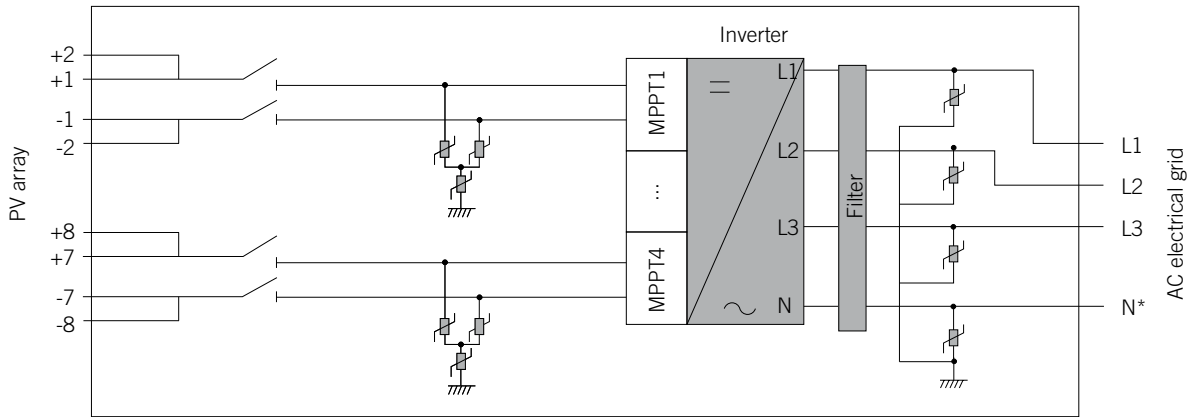 PV array
+2
+1
-1
-2
+8
+7
-7
-8
Inverter
MPPT1
...
MPPT4
L1
L2
L3
N
Filter
L1
L2
L3
N*
AC electrical grid